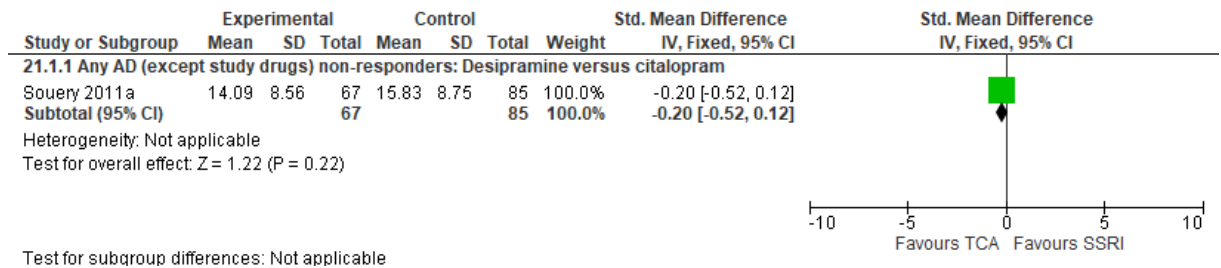 Experimental Control Std. Mean Difference Std. Mean Difference
Study or Subgroup Mean SD Total Mean SD Total Weight IV, Fixed, 95% CI IV, Fixed, 95% CI
21.1.1 Any AD (except study drugs) non-responders: Desipramine versus citalopram
Souery 2011a 14.09 8.56 67 15.83 8.75 85 100.0% -0.20 [-0.52, 0.12]
Subtotal (95% CI) 67 85 100.0% -0.20 [-0.52, 0.12]
Heterogeneity: Not applicable
Test for overall effect: Z = 1.22 (P = 0.22)
-10 -5 0 5 10
Favours TCA Favours SSRI
Test for subgroup differences: Not applicable